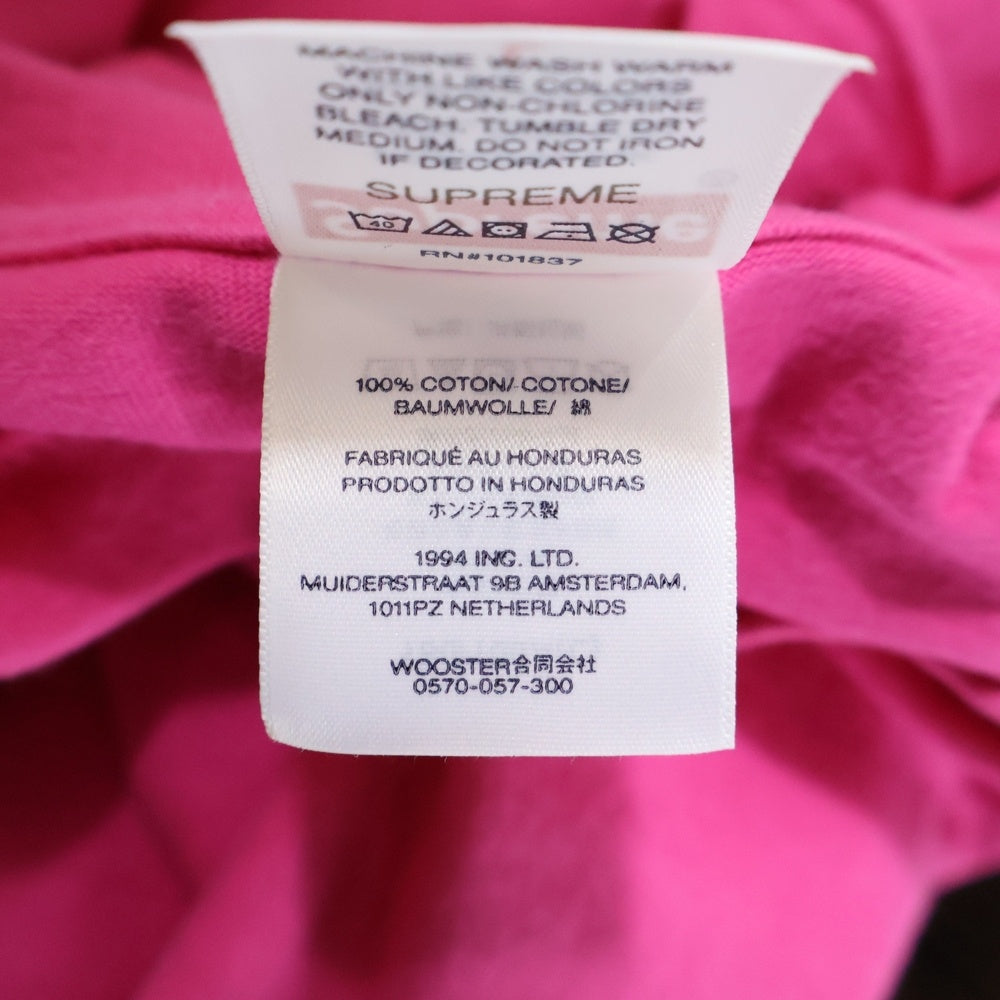 MACHINE WASH WARM
WITH LIKE COLORS
ONLY NON-CHLORINE
BLEACH. TUMBLE DRY
MEDIUM. DO NOT IRON
IF DECORATED.
SUPREME
40
RN#101837
100% COTON/ COTONE/
BAUMWOLLE/ 綿
FABRIQUÉ AU HONDURAS
PRODOTTO IN HONDURAS
ホンジュラス製
1994 ING. LTD.
MUIDERSTRAAT 9B AMSTERDAM,
1011PZ NETHERLANDS
WOOSTER合同会社
0570-057-300